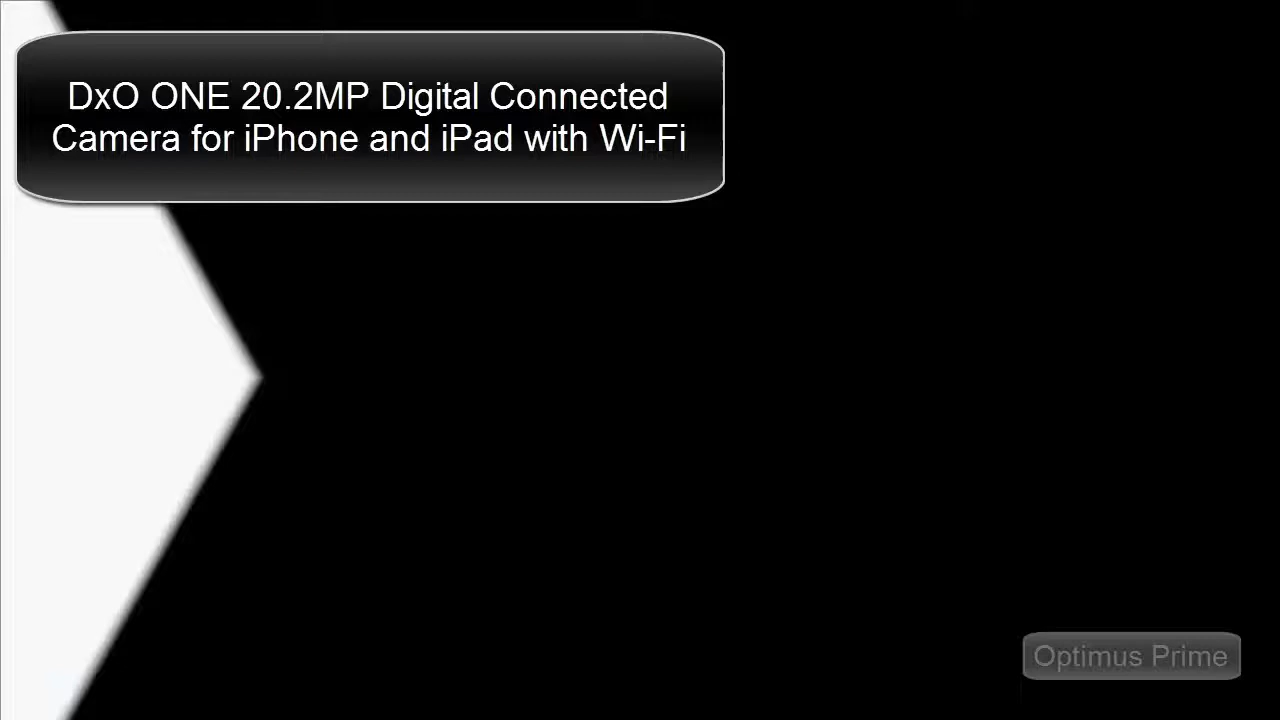 DxO ONE 20.2MP Digital Connected
Camera for iPhone and iPad with Wi-Fi
Optimus Prime